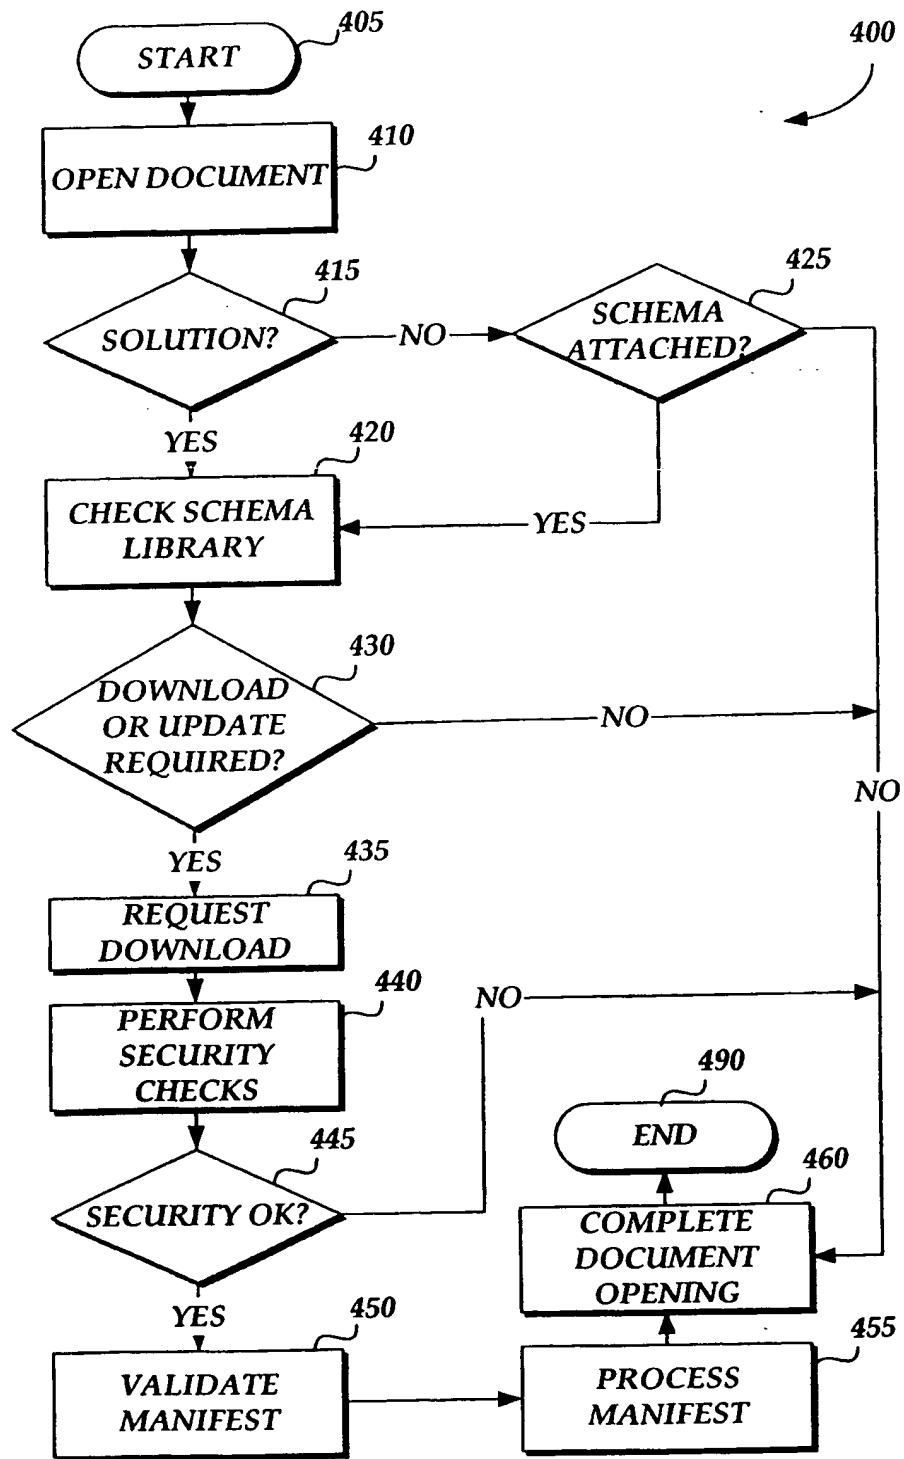 405
START
400
410
OPEN DOCUMENT
415
SOLUTION?
NO
425
SCHEMA
ATTACHED?
YES
420
CHECK SCHEMA
LIBRARY
YES
430
DOWNLOAD
OR UPDATE
REQUIRED?
NO
NO
YES
435
REQUEST
DOWNLOAD
440
PERFORM
SECURITY
CHECKS
NO
445
SECURITY OK?
490
END
460
COMPLETE
DOCUMENT
OPENING
YES
450
VALIDATE
MANIFEST
455
PROCESS
MANIFEST